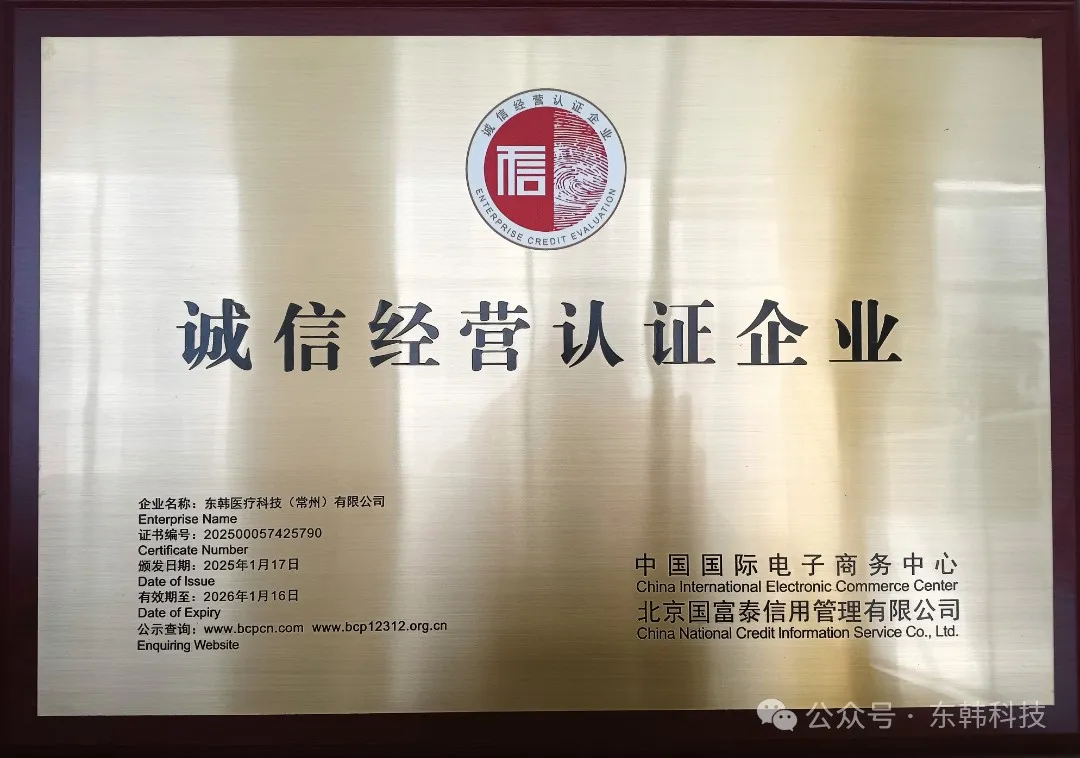 诚信经营认证企业
信
ENTERPRISE CREDIT EVALUATION
诚信经营认证企业
企业名称：东韩医疗科技（常州）有限公司
Enterprise Name
证书编号：202500057425790
Certificate Number
颁发日期：2025年1月17日
Date of Issue
有效期至：2026年1月16日
Date of Expiry
公示查询：www.bcpcn.com www.bcp12312.org.cn
Enquiring Website
中国国际电子商务中心
China International Electronic Commerce Center
北京国富泰信用管理有限公司
China National Credit Information Service Co., Ltd.
公众号 · 东韩科技